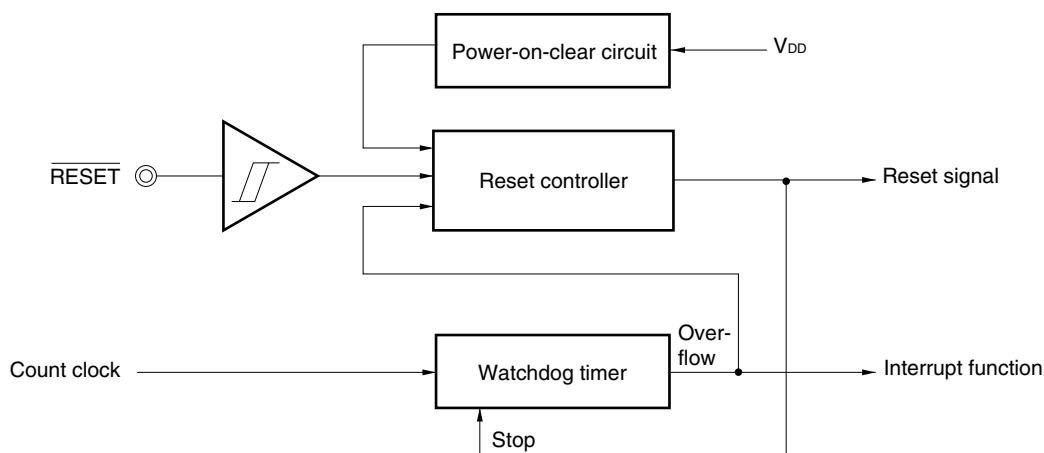 Power-on-clear circuit
VDD
RESET
Reset controller
Reset signal
Over-
flow
Count clock
Watchdog timer
Interrupt function
Stop